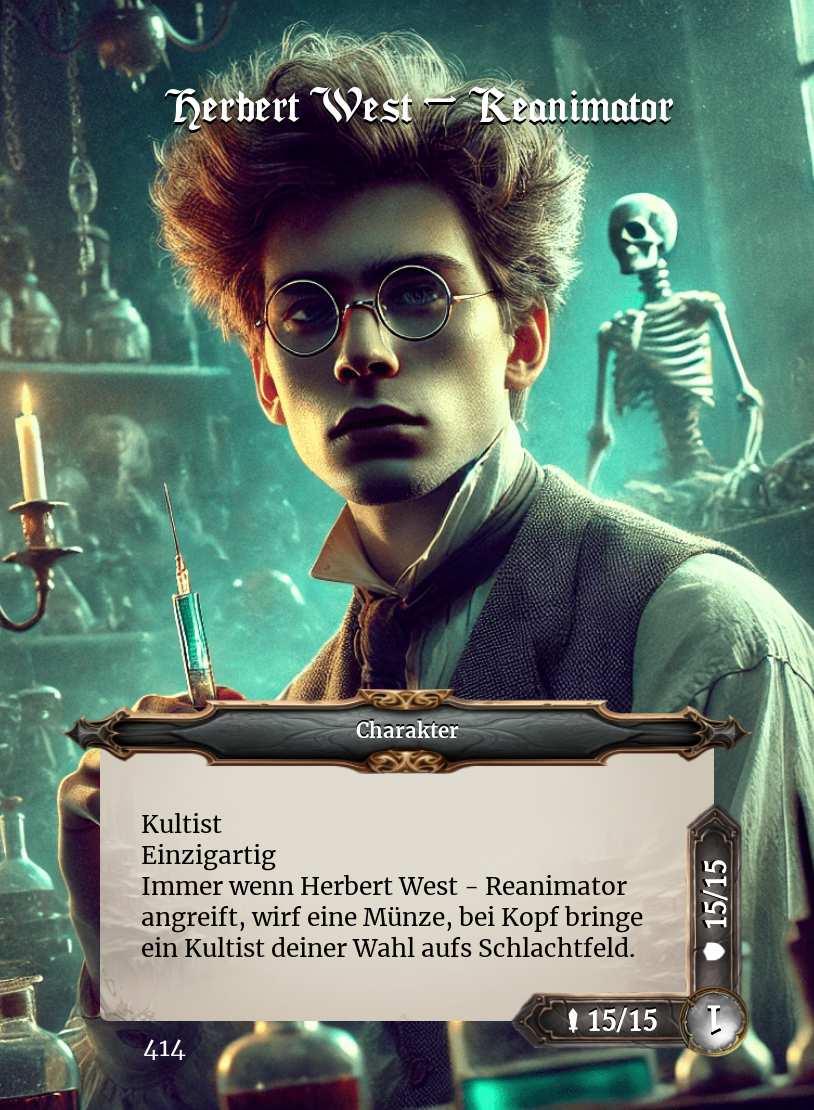 Herbert West – Reanimator
Charakter
Kultist
Einzigartig
Immer wenn Herbert West - Reanimator
angreift, wirf eine Münze, bei Kopf bringe
ein Kultist deiner Wahl aufs Schlachtfeld.
15/15
15/15
1
414